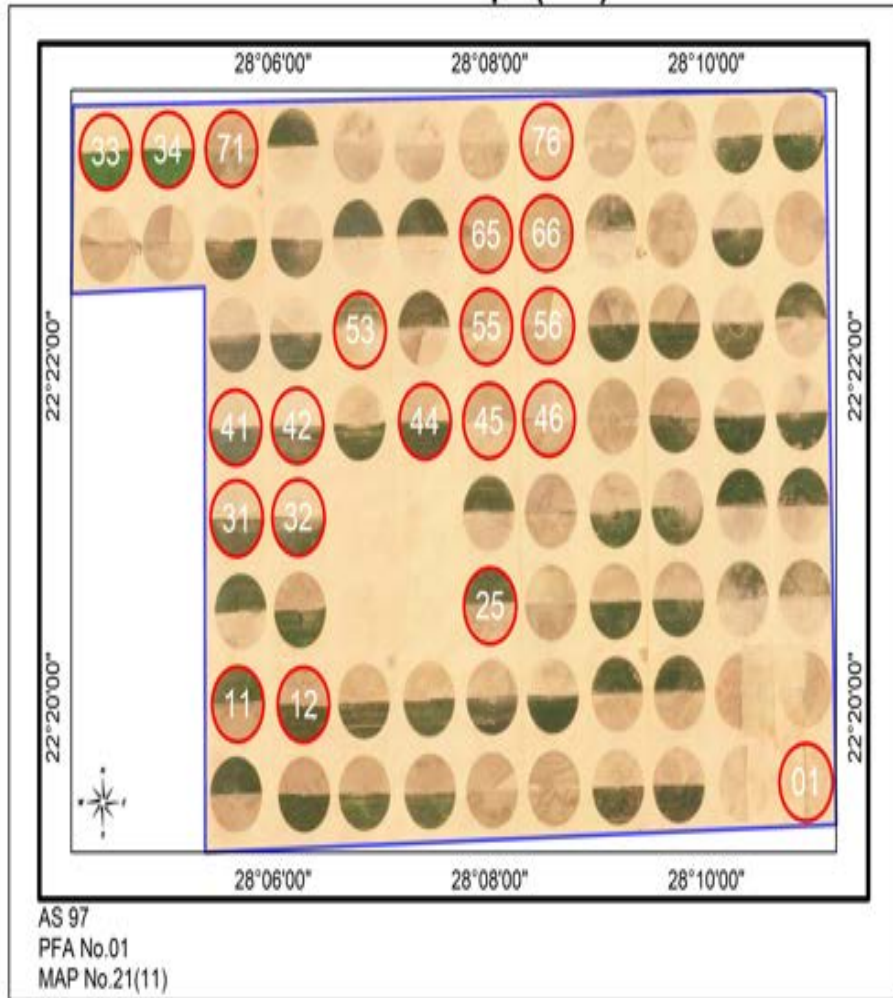 28°06'00" 28°08'00" 28°10'00"
33 34 71 76
65 66
22°22'00" 53 55 56 22°22'00"
41 42 44 45 46
31 32
25
22°20'00" 11 12 22°20'00"
01
28°06'00" 28°08'00" 28°10'00"
AS 97
PFA No.01
MAP No.21(11)